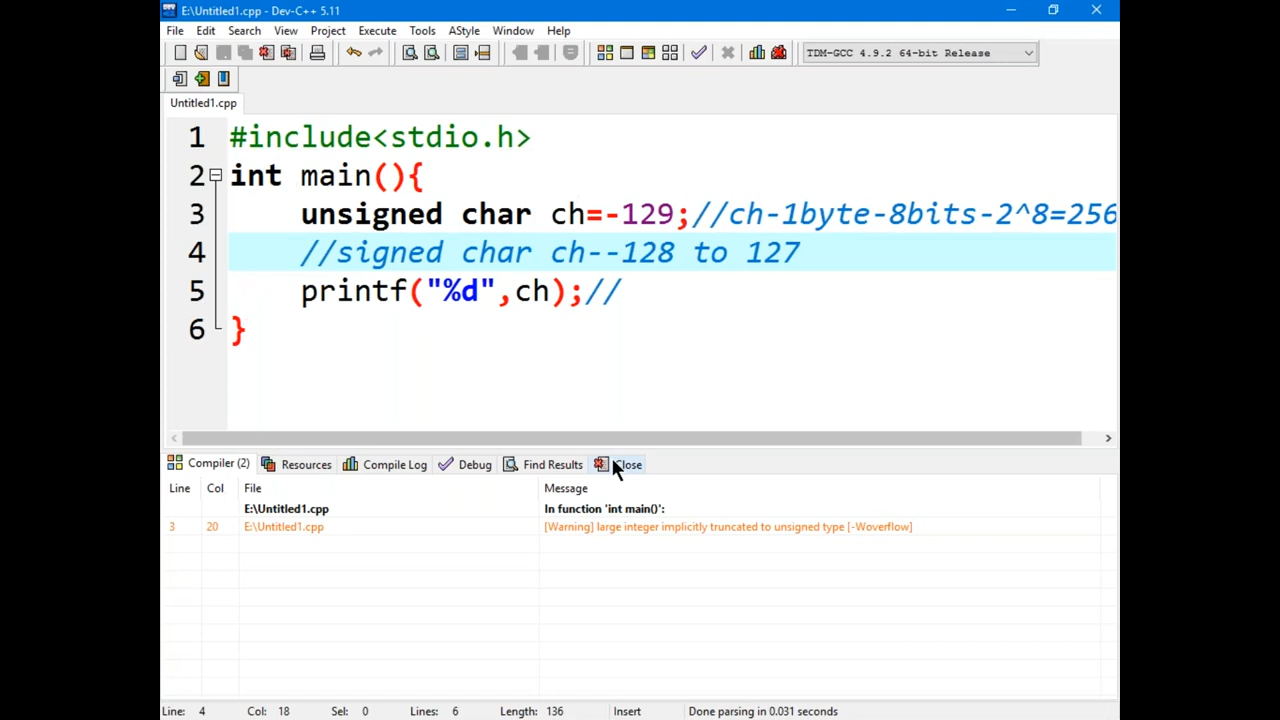 E:\Untitled1.cpp - Dev-C++ 5.11
File Edit Search View Project Execute Tools AStyle Window Help
TDM-GCC 4.9.2 64-bit Release
Untitled1.cpp
1 #include<stdio.h>
2 int main(){
3 unsigned char ch=-129;//ch-1byte-8bits-2^8=256
4 //signed char ch--128 to 127
5 printf("%d",ch);//
6 }
Compiler (2) Resources Compile Log Debug Find Results Close
Line Col File Message
E:\Untitled1.cpp In function 'int main()':
3 20 E:\Untitled1.cpp [Warning] large integer implicitly truncated to unsigned type [-Woverflow]
Line: 4 Col: 18 Sel: 0 Lines: 6 Length: 136 Insert Done parsing in 0.031 seconds